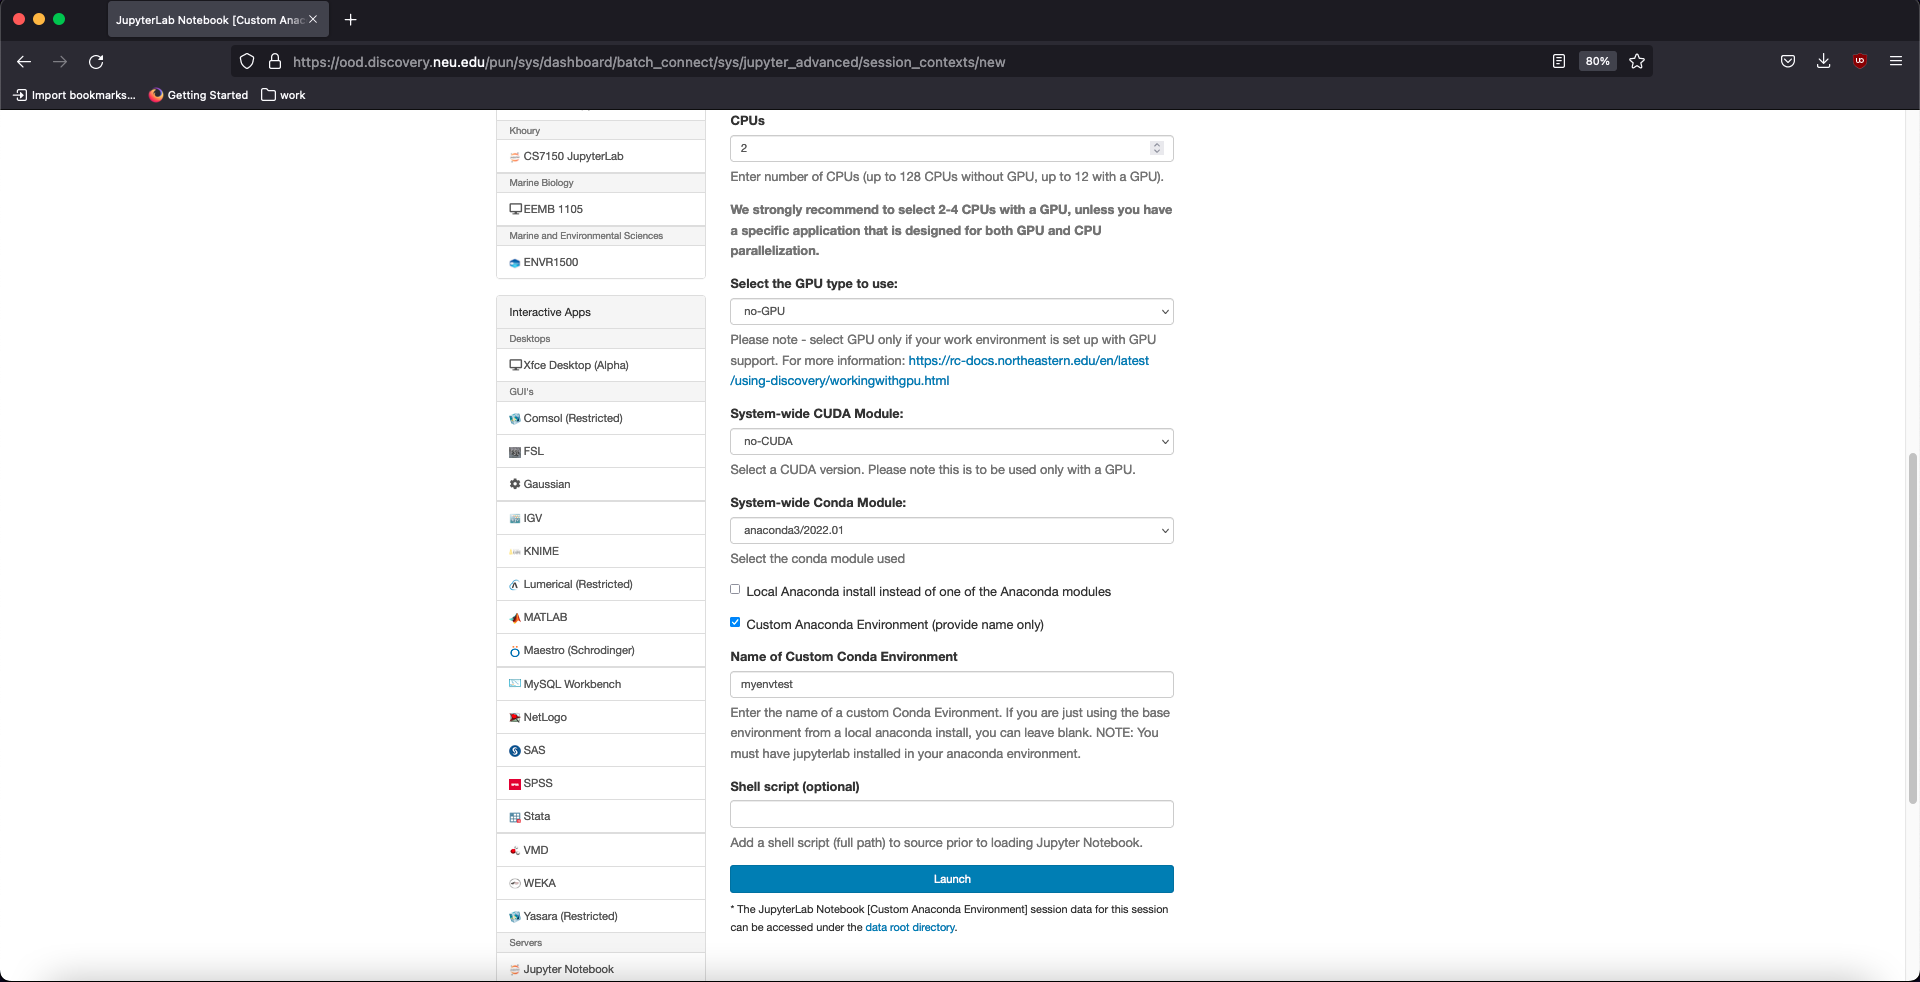 JupyterLab Notebook [Custom Anac
https://ood.discovery.neu.edu/pun/sys/dashboard/batch_connect/sys/jupyter_advanced/session_contexts/new
80%
Import bookmarks...
Getting Started
work
Khoury
CS7150 JupyterLab
Marine Biology
EEMB 1105
Marine and Environmental Sciences
ENVR1500
Interactive Apps
Desktops
Xfce Desktop (Alpha)
GUI's
Comsol (Restricted)
FSL
Gaussian
IGV
KNIME
Lumerical (Restricted)
MATLAB
Maestro (Schrodinger)
MySQL Workbench
NetLogo
SAS
SPSS
Stata
VMD
WEKA
Yasara (Restricted)
Servers
Jupyter Notebook
CPUs
2
Enter number of CPUs (up to 128 CPUs without GPU, up to 12 with a GPU).
We strongly recommend to select 2-4 CPUs with a GPU, unless you have
a specific application that is designed for both GPU and CPU
parallelization.
Select the GPU type to use:
no-GPU
Please note - select GPU only if your work environment is set up with GPU
support. For more information: https://rc-docs.northeastern.edu/en/latest
/using-discovery/workingwithgpu.html
System-wide CUDA Module:
no-CUDA
Select a CUDA version. Please note this is to be used only with a GPU.
System-wide Conda Module:
anaconda3/2022.01
Select the conda module used
Local Anaconda install instead of one of the Anaconda modules
Custom Anaconda Environment (provide name only)
Name of Custom Conda Environment
myenvtest
Enter the name of a custom Conda Evironment. If you are just using the base
environment from a local anaconda install, you can leave blank. NOTE: You
must have jupyterlab installed in your anaconda environment.
Shell script (optional)
Add a shell script (full path) to source prior to loading Jupyter Notebook.
Launch
* The JupyterLab Notebook [Custom Anaconda Environment] session data for this session
can be accessed under the data root directory.